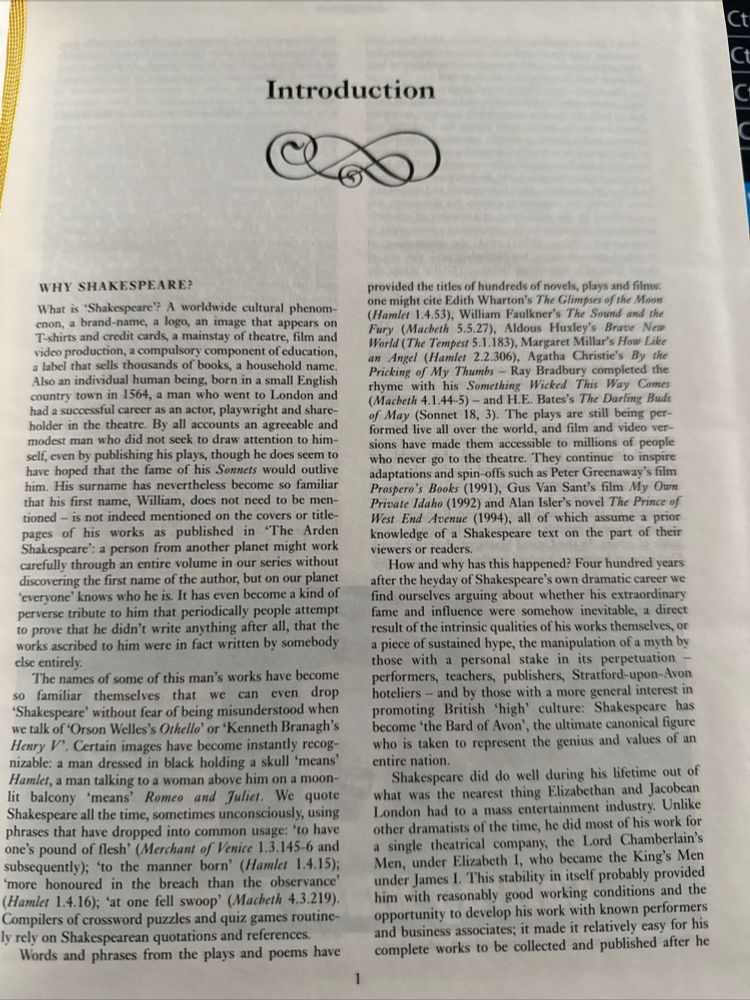 Introduction
WHY SHAKESPEARE?
What is ‘Shakespeare’? A worldwide cultural phenom-
enon, a brand-name, a logo, an image that appears on
T-shirts and credit cards, a mainstay of theatre, film and
video production, a compulsory component of education,
a label that sells thousands of books, a household name.
Also an individual human being, born in a small English
country town in 1564, a man who went to London and
had a successful career as an actor, playwright and share-
holder in the theatre. By all accounts an agreeable and
modest man who did not seek to draw attention to him-
self, even by publishing his plays, though he does seem to
have hoped that the fame of his Sonnets would outlive
him. His surname has nevertheless become so familiar
that his first name, William, does not need to be men-
tioned – is not indeed mentioned on the covers or title-
pages of his works as published in ‘The Arden
Shakespeare’: a person from another planet might work
carefully through an entire volume in our series without
discovering the first name of the author, but on our planet
‘everyone’ knows who he is. It has even become a kind of
perverse tribute to him that periodically people attempt
to prove that he didn’t write anything after all, that the
works ascribed to him were in fact written by somebody
else entirely.
The names of some of this man’s works have become
so familiar themselves that we can even drop
‘Shakespeare’ without fear of being misunderstood when
we talk of ‘Orson Welles’s Othello’ or ‘Kenneth Branagh’s
Henry V’. Certain images have become instantly recog-
nizable: a man dressed in black holding a skull ‘means’
Hamlet, a man talking to a woman above him on a moon-
lit balcony ‘means’ Romeo and Juliet. We quote
Shakespeare all the time, sometimes unconsciously, using
phrases that have dropped into common usage: ‘to have
one’s pound of flesh’ (Merchant of Venice 1.3.145-6 and
subsequently); ‘to the manner born’ (Hamlet 1.4.15);
‘more honoured in the breach than the observance’
(Hamlet 1.4.16); ‘at one fell swoop’ (Macbeth 4.3.219).
Compilers of crossword puzzles and quiz games routine-
ly rely on Shakespearean quotations and references.
Words and phrases from the plays and poems have
provided the titles of hundreds of novels, plays and films:
one might cite Edith Wharton’s The Glimpses of the Moon
(Hamlet 1.4.53), William Faulkner’s The Sound and the
Fury (Macbeth 5.5.27), Aldous Huxley’s Brave New
World (The Tempest 5.1.183), Margaret Millar’s How Like
an Angel (Hamlet 2.2.306), Agatha Christie’s By the
Pricking of My Thumbs – Ray Bradbury completed the
rhyme with his Something Wicked This Way Comes
(Macbeth 4.1.44-5) – and H.E. Bates’s The Darling Buds
of May (Sonnet 18, 3). The plays are still being per-
formed live all over the world, and film and video ver-
sions have made them accessible to millions of people
who never go to the theatre. They continue to inspire
adaptations and spin-offs such as Peter Greenaway’s film
Prospero’s Books (1991), Gus Van Sant’s film My Own
Private Idaho (1992) and Alan Isler’s novel The Prince of
West End Avenue (1994), all of which assume a prior
knowledge of a Shakespeare text on the part of their
viewers or readers.
How and why has this happened? Four hundred years
after the heyday of Shakespeare’s own dramatic career we
find ourselves arguing about whether his extraordinary
fame and influence were somehow inevitable, a direct
result of the intrinsic qualities of his works themselves, or
a piece of sustained hype, the manipulation of a myth by
those with a personal stake in its perpetuation –
performers, teachers, publishers, Stratford-upon-Avon
hoteliers – and by those with a more general interest in
promoting British ‘high’ culture: Shakespeare has
become ‘the Bard of Avon’, the ultimate canonical figure
who is taken to represent the genius and values of an
entire nation.
Shakespeare did do well during his lifetime out of
what was the nearest thing Elizabethan and Jacobean
London had to a mass entertainment industry. Unlike
other dramatists of the time, he did most of his work for
a single theatrical company, the Lord Chamberlain’s
Men, under Elizabeth I, who became the King’s Men
under James I. This stability in itself probably provided
him with reasonably good working conditions and the
opportunity to develop his work with known performers
and business associates; it made it relatively easy for his
complete works to be collected and published after he
1